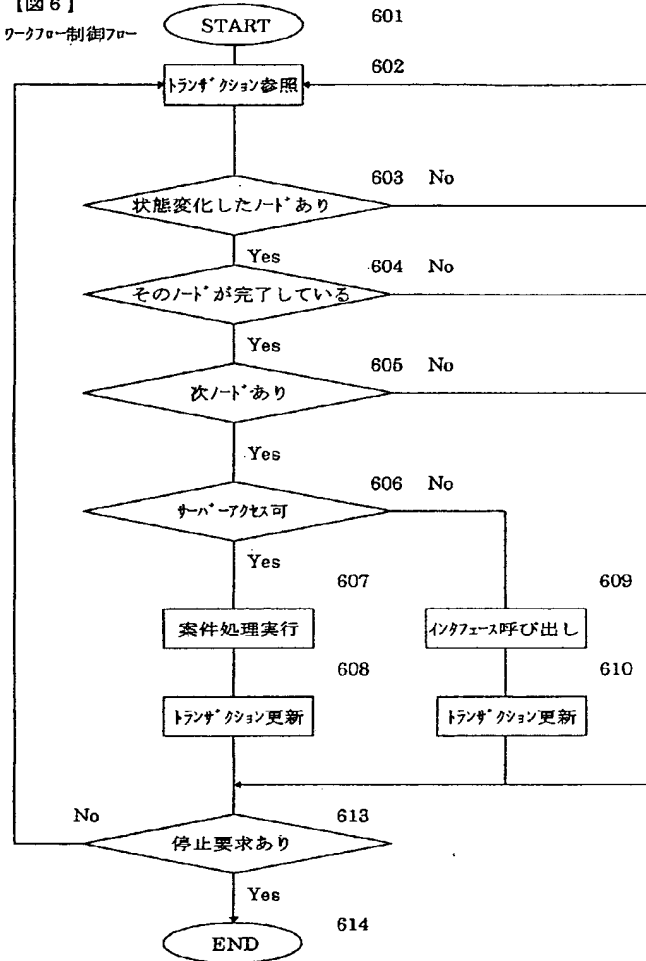 【図6】
ワークフロー制御フロー
START
601
602
トランザクション参照
603 No
状態変化したノードあり
Yes
604 No
そのノードが完了している
Yes
605 No
次ノードあり
Yes
606 No
サーバーアクセス可
Yes
607
609
案件処理実行
インタフェース呼び出し
608
610
トランザクション更新
トランザクション更新
No
613
停止要求あり
Yes
614
END